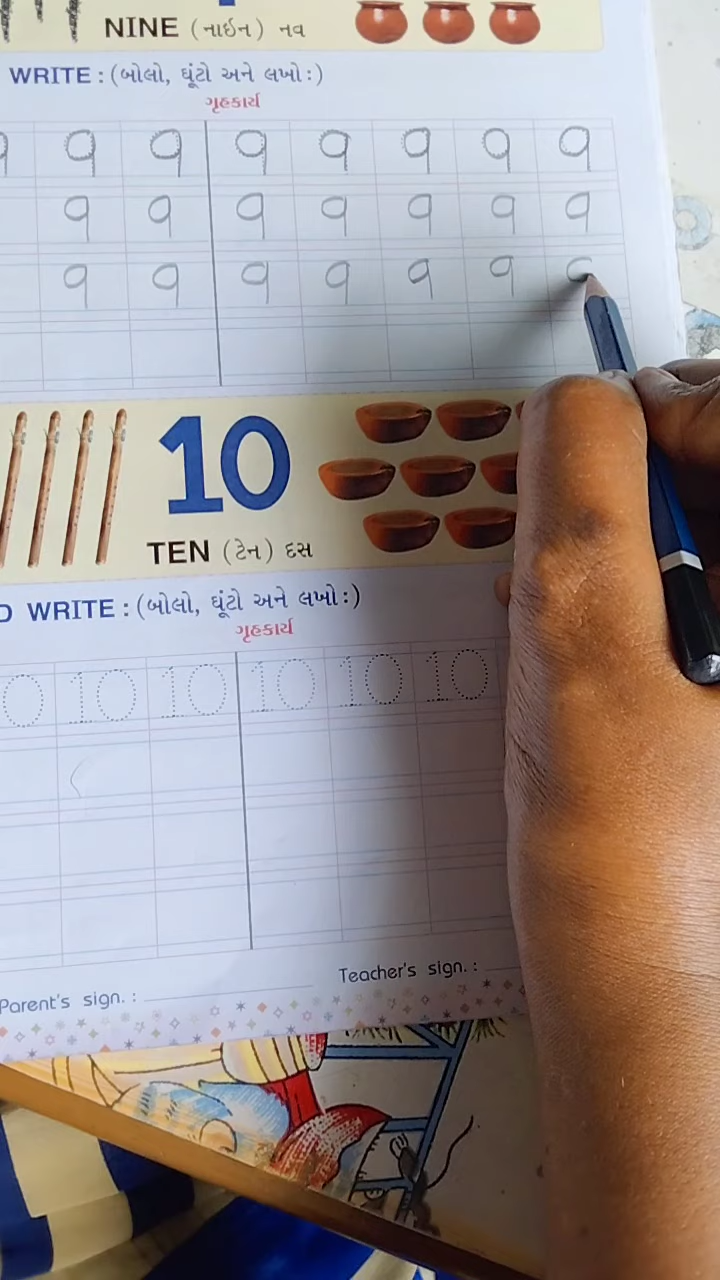 NINE (નાઇન) નવ
WRITE : (બોલો, ઘૂંટો અને લખો :)
ગૃહકાર્ય
9 9 9 9 9 9 9 9
9 9 9 9 9 9 9
9 9 9 9 9 9
10
TEN (ટેન) દસ
WRITE : (બોલો, ઘૂંટો અને લખો :)
ગૃહકાર્ય
0 10 10 10 10 10
Teacher's sign. :
Parent's sign. :